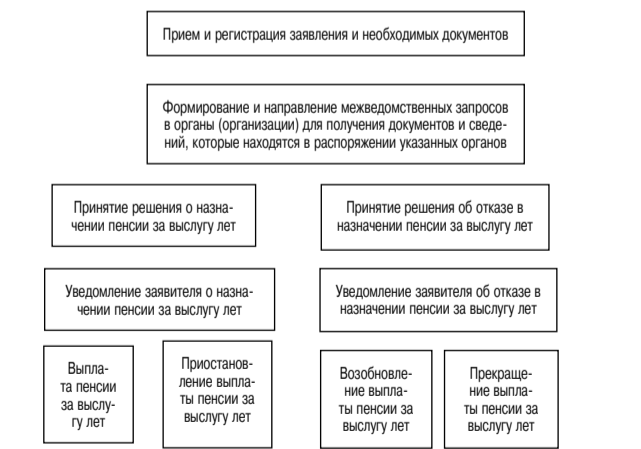 Прием и регистрация заявления и необходимых документов
Формирование и направление межведомственных запросов
в органы (организации) для получения документов и сведе-
ний, которые находятся в распоряжении указанных органов
Принятие решения о назна-
чении пенсии за выслугу лет
Принятие решения об отказе в
назначении пенсии за выслугу лет
Уведомление заявителя о назна-
чении пенсии за выслугу лет
Уведомление заявителя об отказе в
назначении пенсии за выслугу лет
Выпла-
та пенсии
за выслу-
гу лет
Приостанов-
ление выпла-
ты пенсии за
выслугу лет
Возобновле-
ние выпла-
ты пенсии за
выслугу лет
Прекраще-
ние выпла-
ты пенсии за
выслугу лет